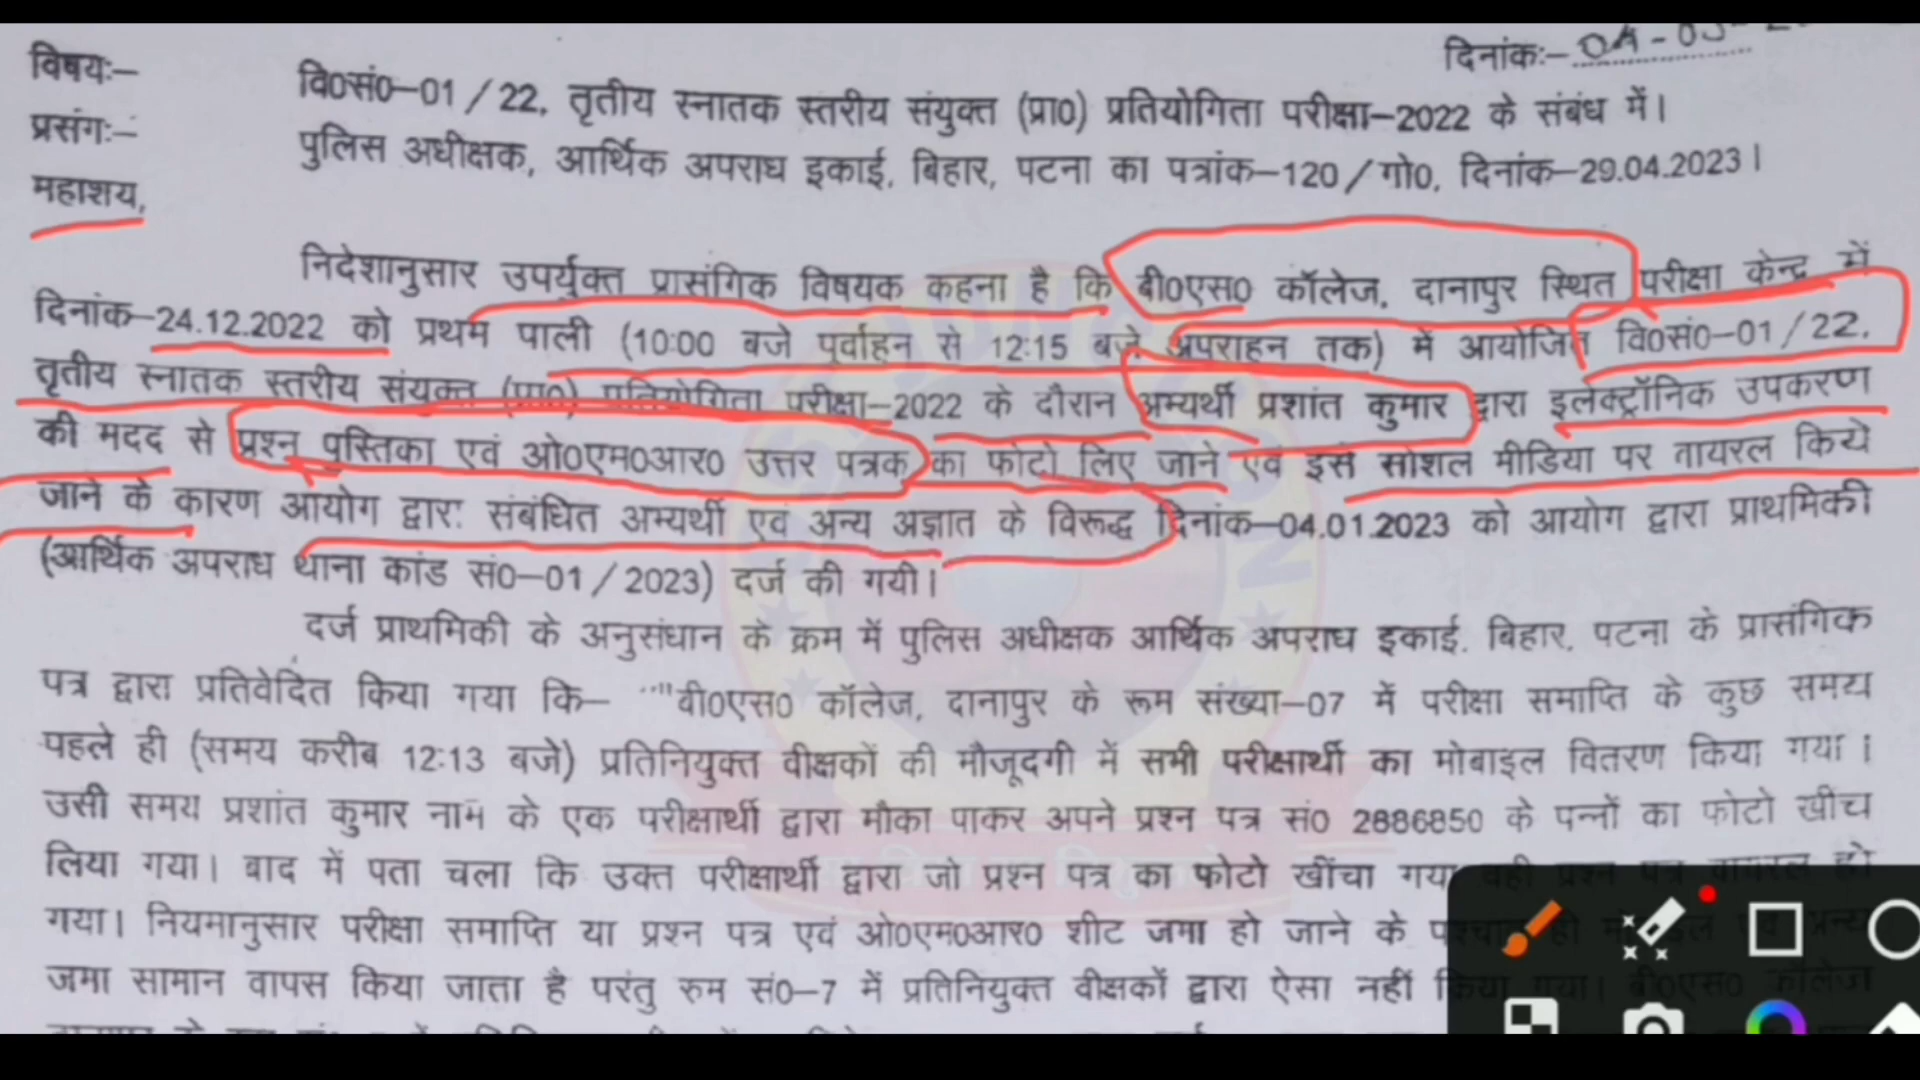 दिनांकः–
विषयः– वि0सं0–01 / 22, तृतीय स्नातक स्तरीय संयुक्त (प्रा0) प्रतियोगिता परीक्षा–2022 के संबंध में।
प्रसंगः– पुलिस अधीक्षक, आर्थिक अपराध इकाई, बिहार, पटना का पत्रांक–120 / गो0, दिनांक–29.04.2023।
महाशय,
निदेशानुसार उपर्युक्त प्रासंगिक विषयक कहना है कि बी0एस0 कॉलेज, दानापुर स्थित परीक्षा केन्द्र में
दिनांक–24.12.2022 को प्रथम पाली (10:00 बजे पूर्वाहन से 12:15 बजे अपराहन तक) में आयोजित वि0सं0–01 / 22,
तृतीय स्नातक स्तरीय संयुक्त (प्रा0) प्रतियोगिता परीक्षा–2022 के दौरान अभ्यर्थी प्रशांत कुमार द्वारा इलेक्ट्रॉनिक उपकरण
की मदद से प्रश्न पुस्तिका एवं ओ0एम0आर0 उत्तर पत्रक का फोटो लिए जाने एवं इसे सोशल मीडिया पर वायरल किये
जाने के कारण आयोग द्वारा संबंधित अभ्यर्थी एवं अन्य अज्ञात के विरूद्ध दिनांक–04.01.2023 को आयोग द्वारा प्राथमिकी
(आर्थिक अपराध थाना कांड सं0–01 / 2023) दर्ज की गयी।
दर्ज प्राथमिकी के अनुसंधान के क्रम में पुलिस अधीक्षक आर्थिक अपराध इकाई, बिहार, पटना के प्रासंगिक
पत्र द्वारा प्रतिवेदित किया गया कि– ""बी0एस0 कॉलेज, दानापुर के रूम संख्या–07 में परीक्षा समाप्ति के कुछ समय
पहले ही (समय करीब 12:13 बजे) प्रतिनियुक्त वीक्षकों की मौजूदगी में सभी परीक्षार्थी का मोबाइल वितरण किया गया।
उसी समय प्रशांत कुमार नाम के एक परीक्षार्थी द्वारा मौका पाकर अपने प्रश्न पत्र सं0 2886850 के पन्नों का फोटो खींच
लिया गया। बाद में पता चला कि उक्त परीक्षार्थी द्वारा जो प्रश्न पत्र का फोटो खींचा गया वही प्रश्न पत्र वायरल हो
गया। नियमानुसार परीक्षा समाप्ति या प्रश्न पत्र एवं ओ0एम0आर0 शीट जमा हो जाने के पश्चात ही
जमा सामान वापस किया जाता है परंतु रुम सं0–7 में प्रतिनियुक्त वीक्षकों द्वारा ऐसा नहीं किया गया। बी0एस0 कॉलेज